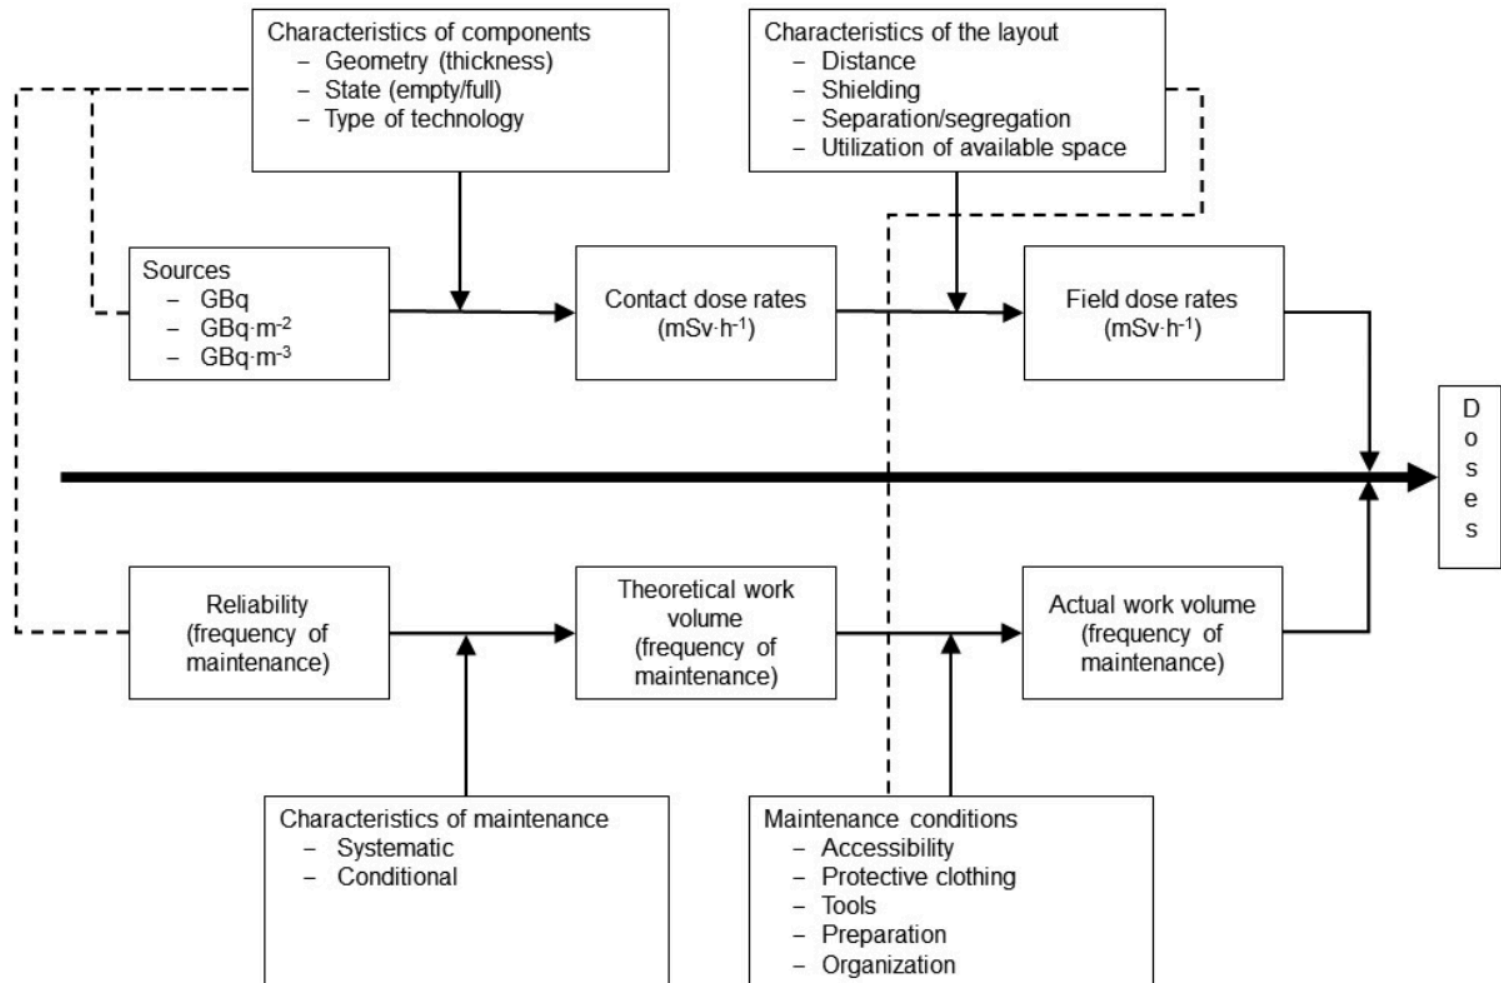 Characteristics of components
– Geometry (thickness)
– State (empty/full)
– Type of technology
Characteristics of the layout
– Distance
– Shielding
– Separation/segregation
– Utilization of available space
Sources
– GBq
– GBq·m⁻²
– GBq·m⁻³
Contact dose rates
(mSv·h⁻¹)
Field dose rates
(mSv·h⁻¹)
D
o
s
e
s
Reliability
(frequency of
maintenance)
Theoretical work
volume
(frequency of
maintenance)
Actual work volume
(frequency of
maintenance)
Characteristics of maintenance
– Systematic
– Conditional
Maintenance conditions
– Accessibility
– Protective clothing
– Tools
– Preparation
– Organization